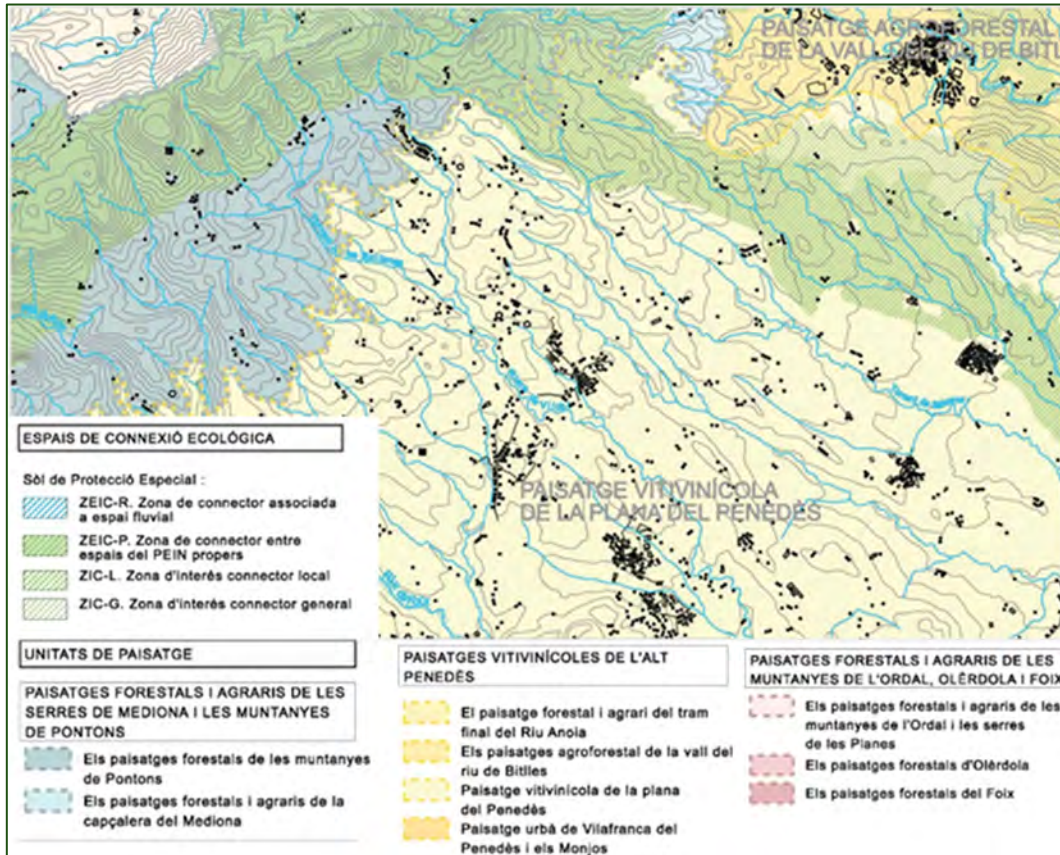 PAISATGE AGROFORESTAL
DE LA VALL DE BITL
PAISATGE VITIVINÍCOLA
DE LA PLANA DEL PENEDÈS
ESPAIS DE CONNEXIÓ ECOLÓGICA
Sòl de Protecció Especial :
ZEIC-R. Zona de connector associada
a espai fluvial
ZEIC-P. Zona de connector entre
espais del PEIN propers
ZIC-L. Zona d'interés connector local
ZIC-G. Zona d'interés connector general
UNITATS DE PAISATGE
PAISATGES FORESTALS I AGRARIS DE LES
SERRES DE MEDIONA I LES MUNTANYES
DE PONTONS
Els paisatges forestals de les muntanyes
de Pontons
Els paisatges forestals i agraris de la
capçalera del Mediona
PAISATGES VITIVINÍCOLES DE L'ALT
PENEDÈS
El paisatge forestal i agrari del tram
final del Riu Anoia
Els paisatges agroforestal de la vall del
riu de Bitlles
Paisatge vitivinícola de la plana
del Penedès
Paisatge urbà de Vilafranca del
Penedès i els Monjos
PAISATGES FORESTALS I AGRARIS DE LES
MUNTANYES DE L'ORDAL, OLÈRDOLA I FOIX
Els paisatges forestals i agraris de les
muntanyes de l'Ordal i les serres
de les Planes
Els paisatges forestals d'Olèrdola
Els paisatges forestals del Foix